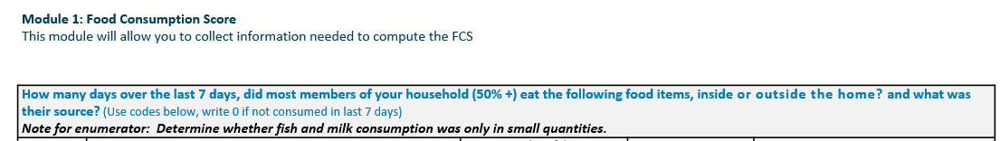 Module 1: Food Consumption Score
This module will allow you to collect information needed to compute the FCS
How many days over the last 7 days, did most members of your household (50% +) eat the following food items, inside or outside the home? and what was
their source? (Use codes below, write 0 if not consumed in last 7 days)
Note for enumerator:  Determine whether fish and milk consumption was only in small quantities.